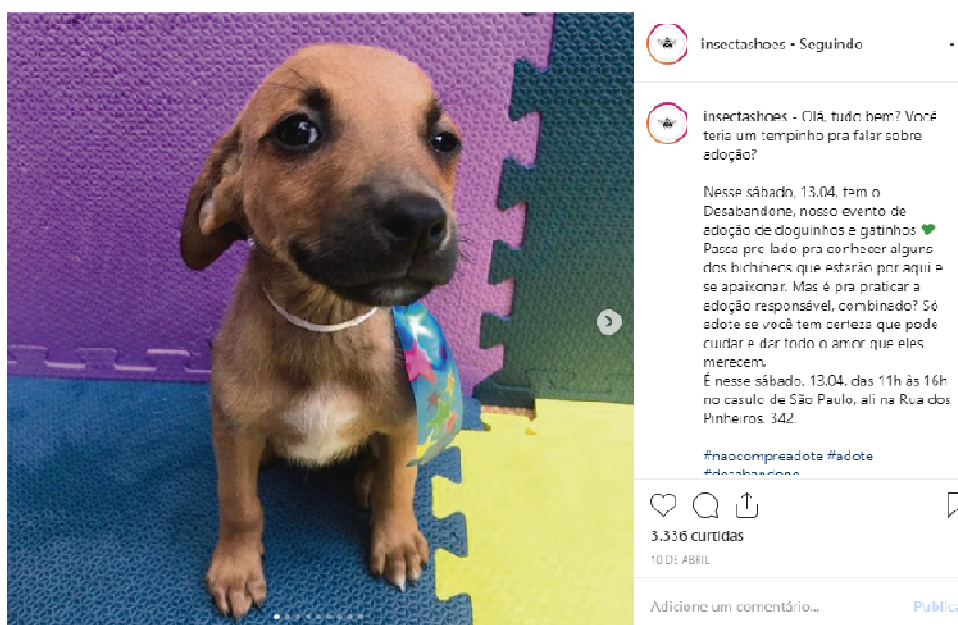 insectashoes • Seguindo
insectashoes - Olá, tudo bem? Você
teria um tempinho pra falar sobre
adoção?
Nesse sábado, 13.04, tem o
Desabandone, nosso evento de
adoção de doguinhos e gatinhos 💚
Passa pro lado pra conhecer alguns
dos bichineos que estarão por aqui e
se apaixonar. Mas é pra praticar a
adoção responsável, combinado? Só
adote se você tem certeza que pode
cuidar e dar todo o amor que eles
merecem.
É nesse sábado, 13.04, das 11h às 16h
no casulo de São Paulo, ali na Rua dos
Pinheiros, 342.
#naocompreadote #adote
#desabandone
3.336 curtidas
10 DE ABRIL
Adicione um comentário...
Publica